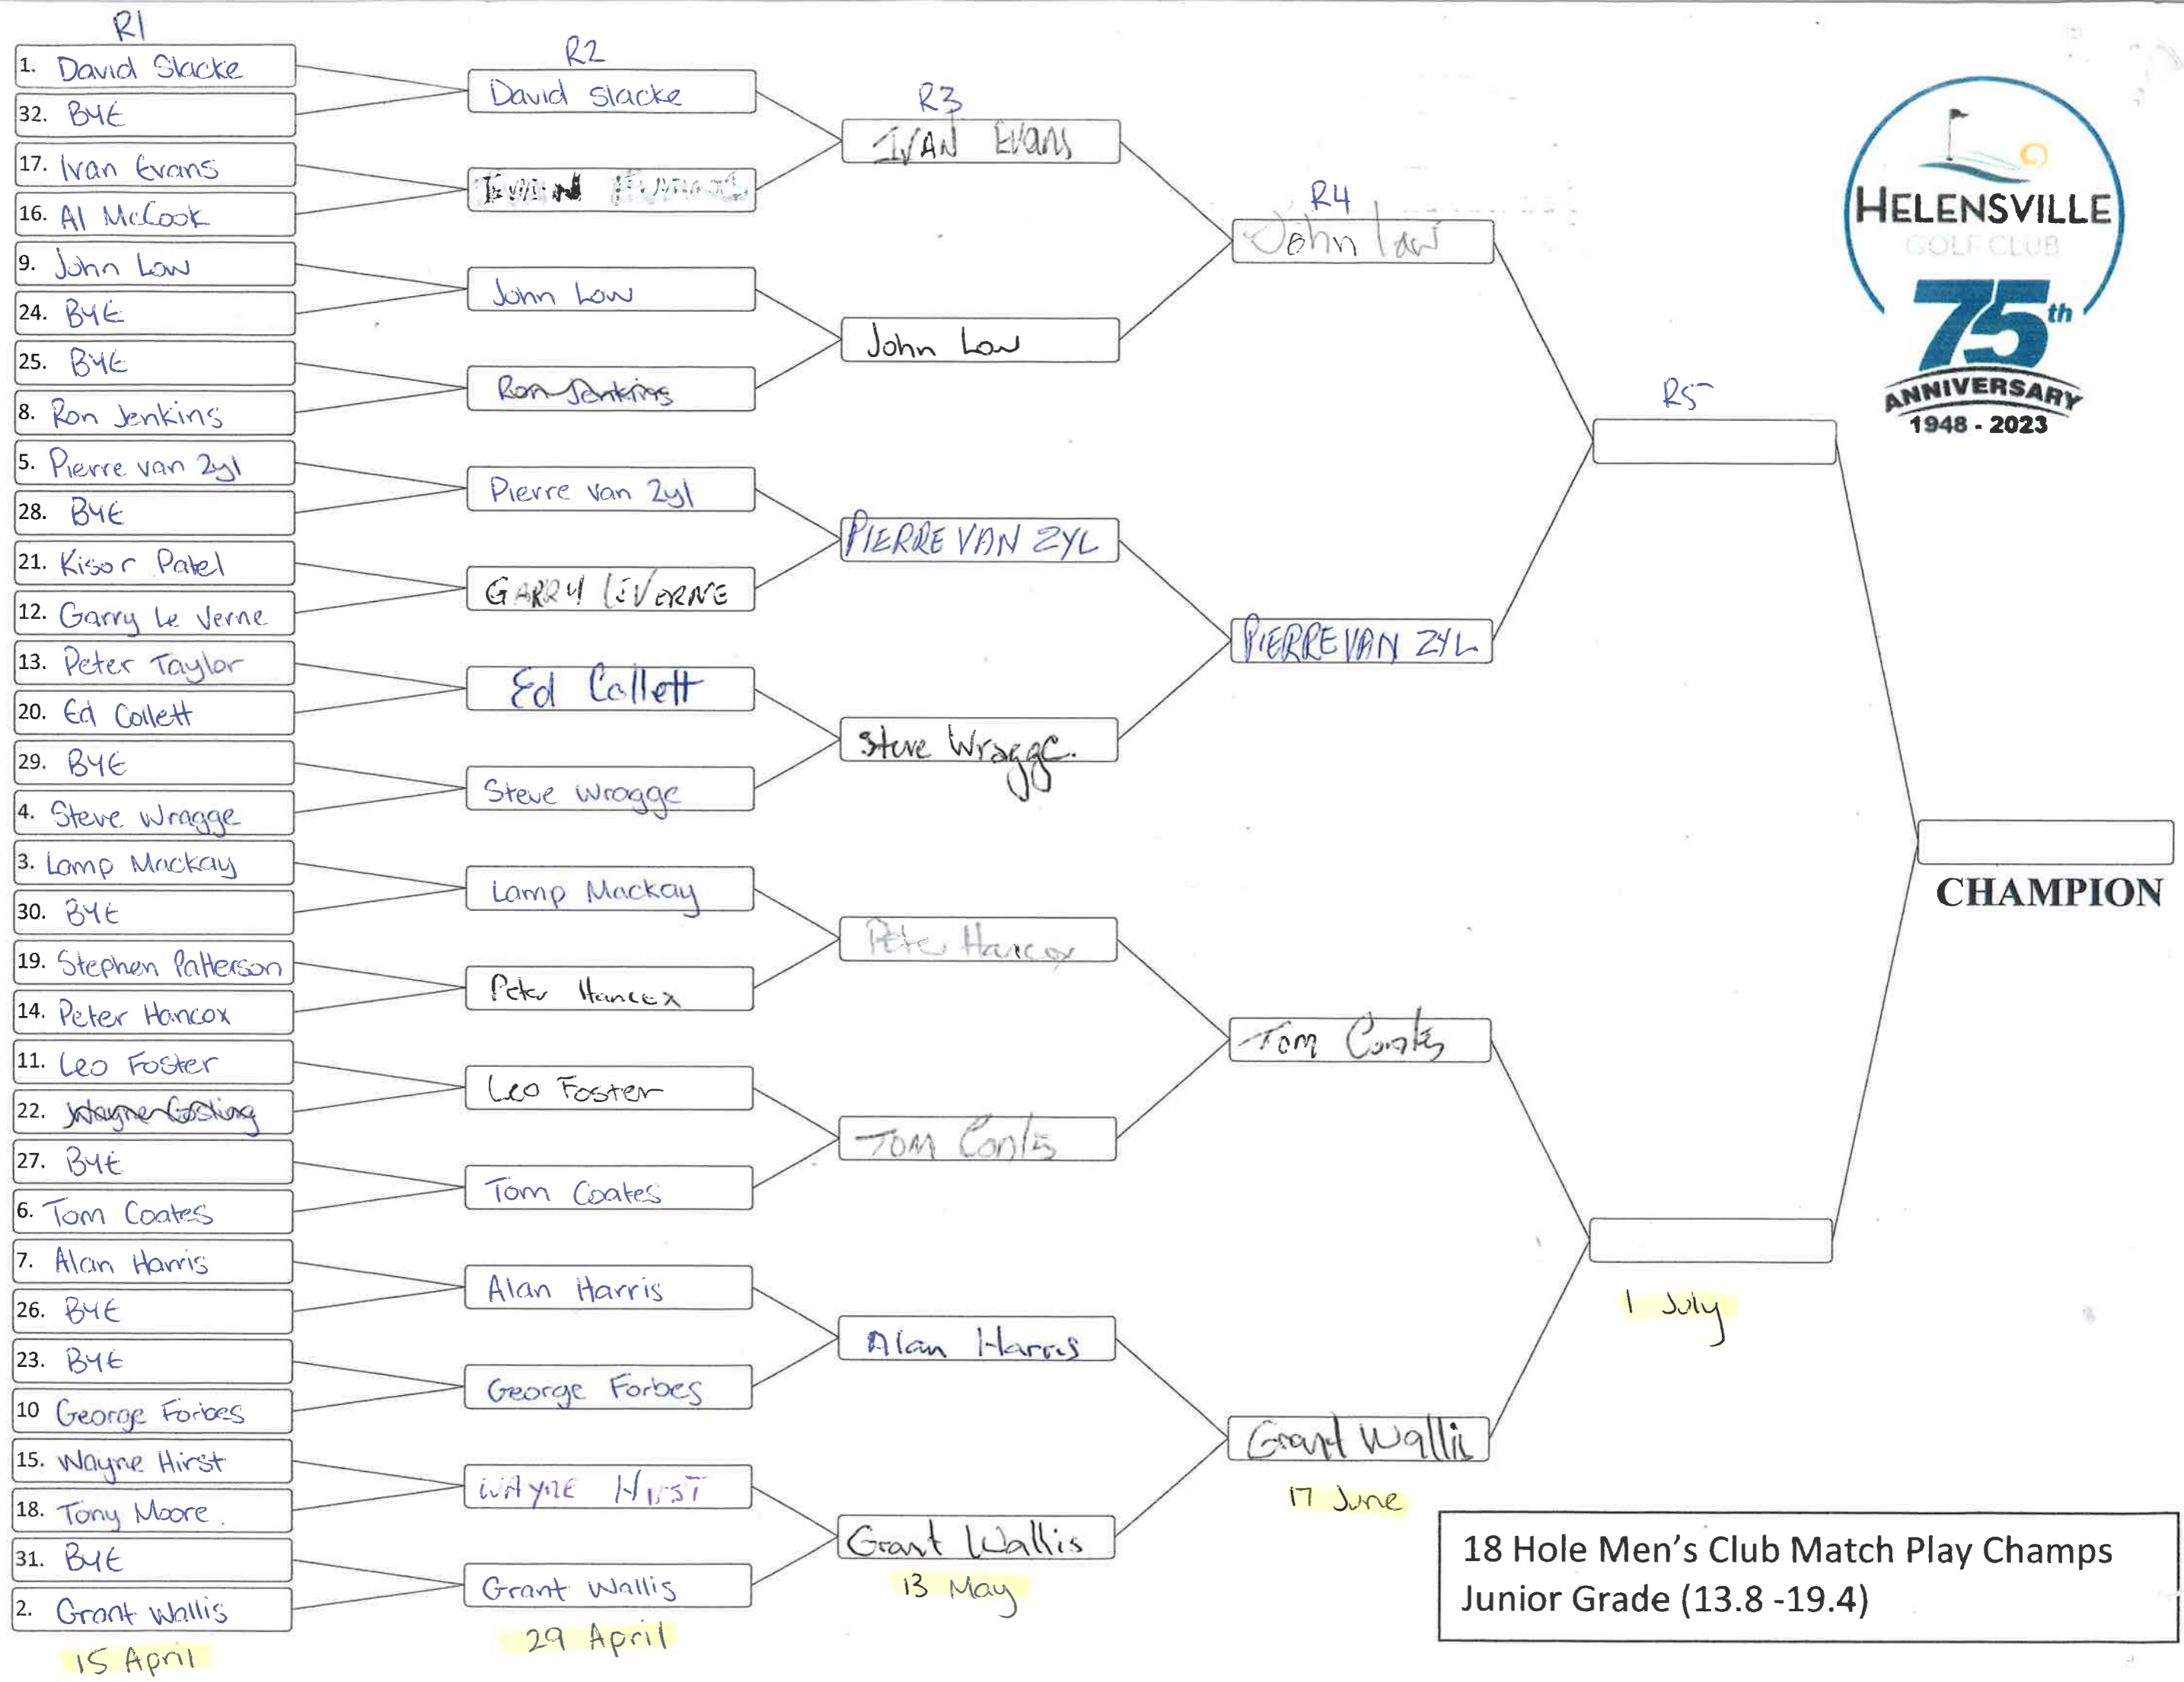 R1
1. David Slacke
32. BYE
17. Ivan Evans
16. Al McCook
9. John Law
24. BYE
25. BYE
8. Ron Jenkins
5. Pierre van Zyl
28. BYE
21. Kisor Patel
12. Garry Le Verne
13. Peter Taylor
20. Ed Collett
29. BYE
4. Steve Wragge
3. Lamp Mackay
30. BYE
19. Stephen Patterson
14. Peter Hancox
11. Leo Foster
22. Wayne Gosling
27. BYE
6. Tom Coates
7. Alan Harris
26. BYE
23. BYE
10 George Forbes
15. Wayne Hirst
18. Tony Moore.
31. BYE
2. Grant Wallis
15 April
R2
David Slacke
John Law
Ron Jenkins
Pierre van Zyl
GARRY LEVERNE
Ed Collett
Steve Wragge
Lamp Mackay
Peter Hancox
Leo Foster
Tom Coates
Alan Harris
George Forbes
WAYNE HIRST
Grant Wallis
29 April
R3
IVAN Evans
John Law
PIERRE VAN ZYL
Steve Wragge.
Peter Hancox
Tom Coates
Alan Harris
Grant Wallis
13 May
R4
John Law
PIERRE VAN ZYL
Tom Coates
Grant Wallis
17 June
R5
1 July
CHAMPION
HELENSVILLE
GOLF CLUB
75th
ANNIVERSARY
1948 - 2023
18 Hole Men's Club Match Play Champs
Junior Grade (13.8 -19.4)